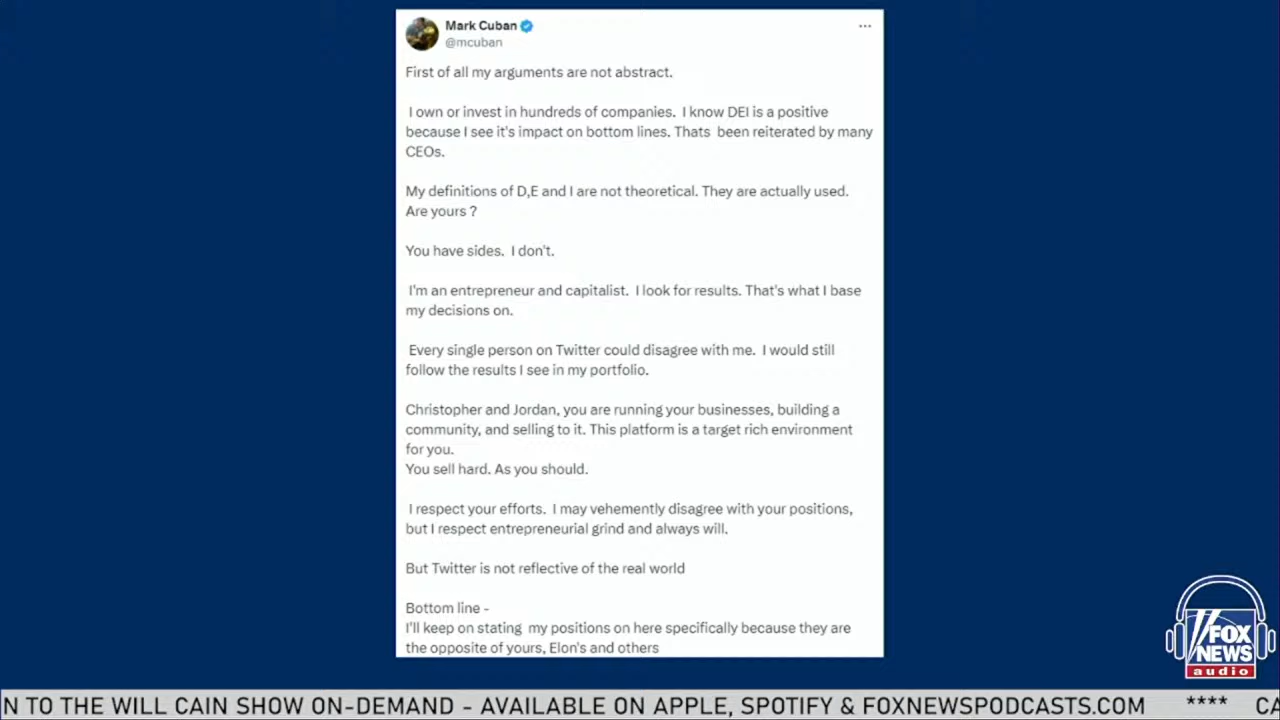 Mark Cuban
@mcuban
First of all my arguments are not abstract.
I own or invest in hundreds of companies. I know DEI is a positive
because I see it's impact on bottom lines. Thats been reiterated by many
CEOs.
My definitions of D,E and I are not theoretical. They are actually used.
Are yours ?
You have sides. I don't.
I'm an entrepreneur and capitalist. I look for results. That's what I base
my decisions on.
Every single person on Twitter could disagree with me. I would still
follow the results I see in my portfolio.
Christopher and Jordan, you are running your businesses, building a
community, and selling to it. This platform is a target rich environment
for you.
You sell hard. As you should.
I respect your efforts. I may vehemently disagree with your positions,
but I respect entrepreneurial grind and always will.
But Twitter is not reflective of the real world
Bottom line -
I'll keep on stating my positions on here specifically because they are
the opposite of yours, Elon's and others
FOX
NEWS
audio
N TO THE WILL CAIN SHOW ON-DEMAND - AVAILABLE ON APPLE, SPOTIFY & FOXNEWSPODCASTS.COM **** CA